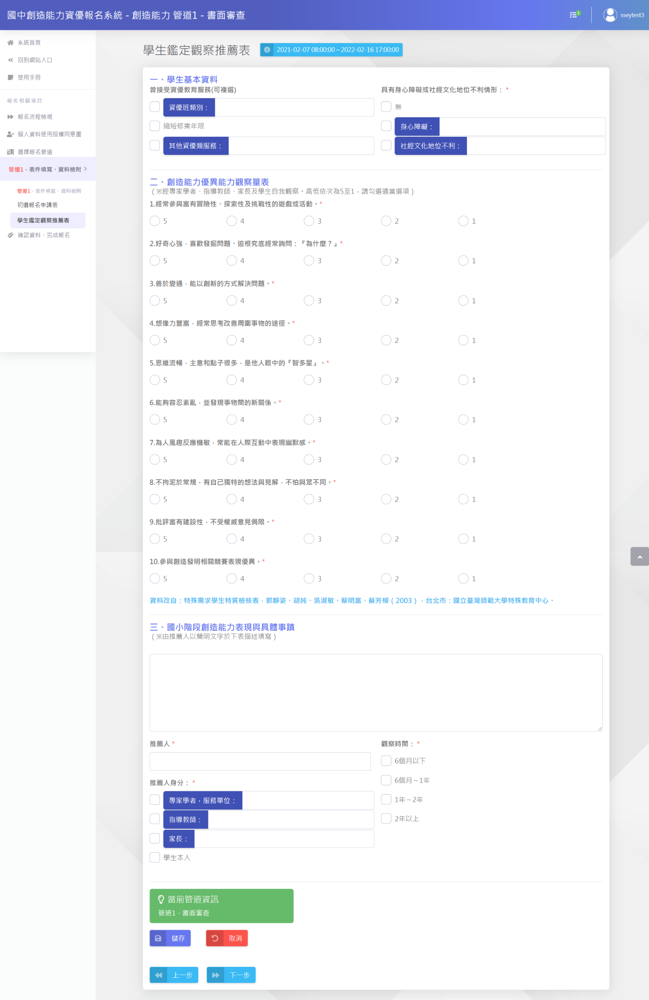 國中創造能力資優報名系統 - 創造能力 管道1 - 書面審查
1
sseytest3
系統首頁
回到網站入口
使用手冊
報名相關項目
報名流程檢視
個人資料使用授權同意書
選擇報名管道
管道1 - 表件填寫、資料檢附
管道1 - 表件填寫、資料檢附
初選報名申請表
學生鑑定觀察推薦表
確認資料、完成報名
學生鑑定觀察推薦表
2021-02-07 08:00:00 ~ 2022-02-16 17:00:00
一、學生基本資料
曾接受資優教育服務(可複選)
資優班類別：
縮短修業年限
其他資優類服務：
具有身心障礙或社經文化地位不利情形： *
無
身心障礙：
社經文化地位不利：
二、創造能力優異能力觀察量表
（※經專家學者、指導教師、家長及學生自我觀察。高低依次為5至1，請勾選適當選項）
1.經常參與富有冒險性、探索性及挑戰性的遊戲或活動。*
5 4 3 2 1
2.好奇心強，喜歡發掘問題、追根究底經常詢問：『為什麼？』*
5 4 3 2 1
3.善於變通，能以創新的方式解決問題。*
5 4 3 2 1
4.想像力豐富，經常思考改善周圍事物的途徑。*
5 4 3 2 1
5.思維流暢，主意和點子很多，是他人眼中的『智多星』。*
5 4 3 2 1
6.能夠容忍紊亂，並發現事物間的新關係。*
5 4 3 2 1
7.為人風趣反應機敏，常能在人際互動中表現幽默感。*
5 4 3 2 1
8.不拘泥於常規，有自己獨特的想法與見解，不怕與眾不同。*
5 4 3 2 1
9.批評富有建設性，不受權威意見侷限。*
5 4 3 2 1
10.參與創造發明相關競賽表現優異。*
5 4 3 2 1
資料改自：特殊需求學生特質檢核表，郭靜姿、胡純、吳淑敏、蔡明富、蘇芳柳（2003），台北市：國立臺灣師範大學特殊教育中心。
三、國小階段創造能力表現與具體事蹟
（※由推薦人以簡明文字於下表描述填寫）
推薦人 *
推薦人身分： *
專家學者，服務單位：
指導教師：
家長：
學生本人
觀察時間： *
6個月以下
6個月～1年
1年～2年
2年以上
當前管道資訊
管道1 - 書面審查
儲存 取消
上一步 下一步